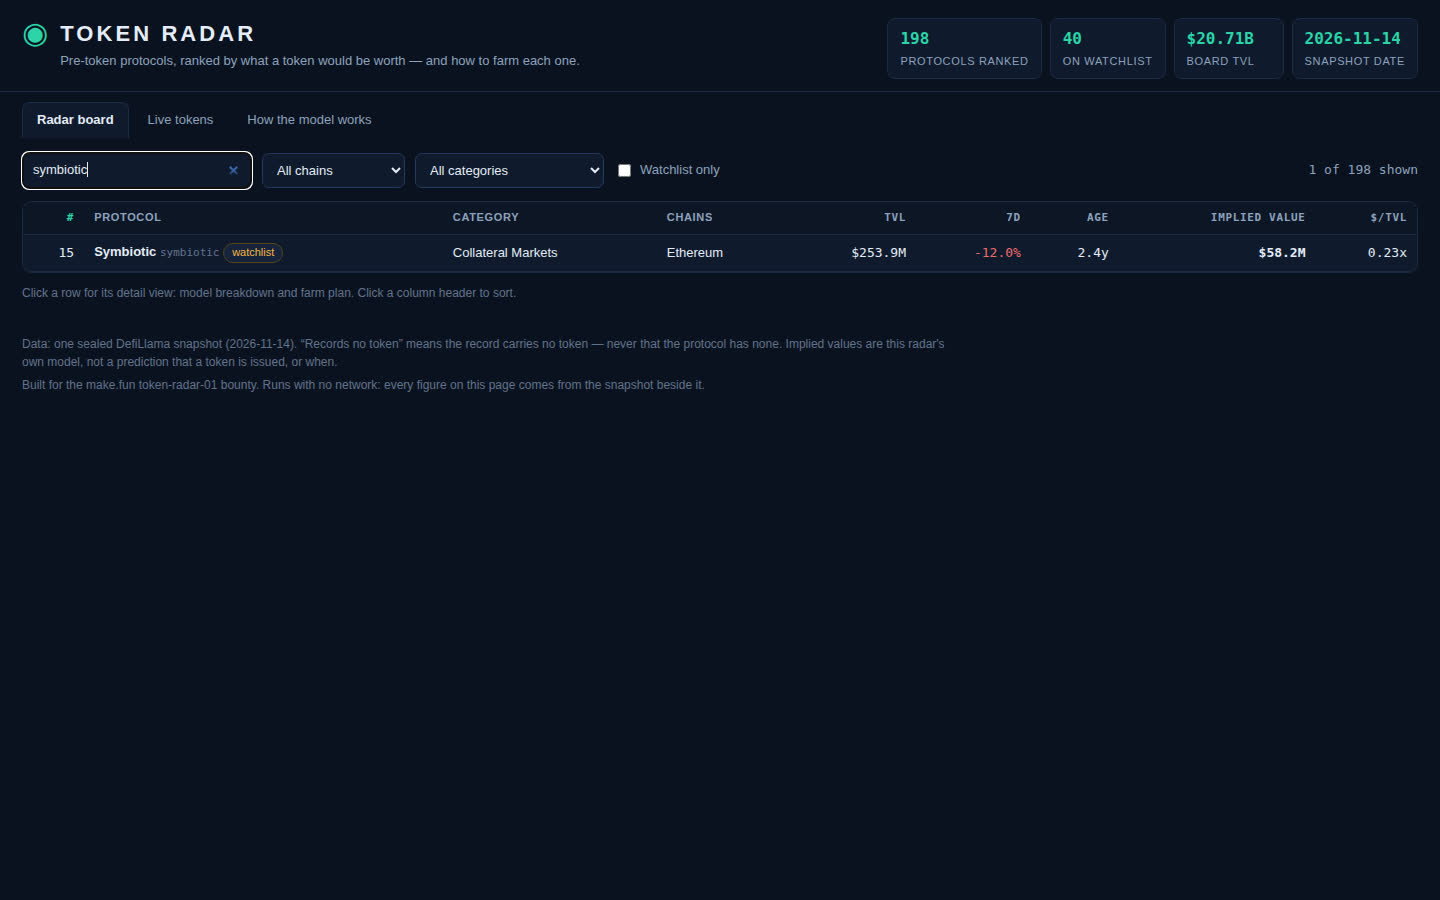 TOKEN RADAR
Pre-token protocols, ranked by what a token would be worth — and how to farm each one.
198
PROTOCOLS RANKED
40
ON WATCHLIST
$20.71B
BOARD TVL
2026-11-14
SNAPSHOT DATE
Radar board Live tokens How the model works
symbiotic All chains All categories Watchlist only 1 of 198 shown
# PROTOCOL CATEGORY CHAINS TVL 7D AGE IMPLIED VALUE $/TVL
15 Symbiotic symbiotic watchlist Collateral Markets Ethereum $253.9M -12.0% 2.4y $58.2M 0.23x
Click a row for its detail view: model breakdown and farm plan. Click a column header to sort.
Data: one sealed DefiLlama snapshot (2026-11-14). “Records no token” means the record carries no token — never that the protocol has none. Implied values are this radar's
own model, not a prediction that a token is issued, or when.
Built for the make.fun token-radar-01 bounty. Runs with no network: every figure on this page comes from the snapshot beside it.